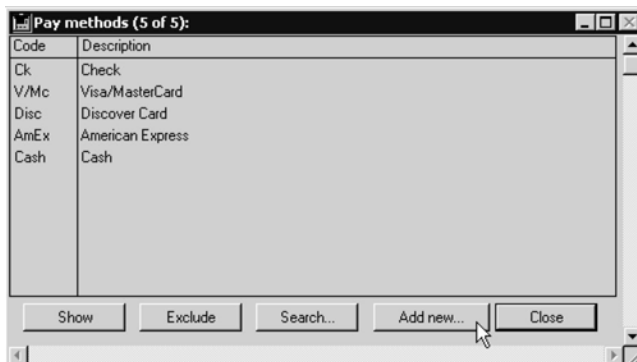 Pay methods (5 of 5):
Code Description
Ck Check
V/Mc Visa/MasterCard
Disc Discover Card
AmEx American Express
Cash Cash
Show Exclude Search... Add new... Close